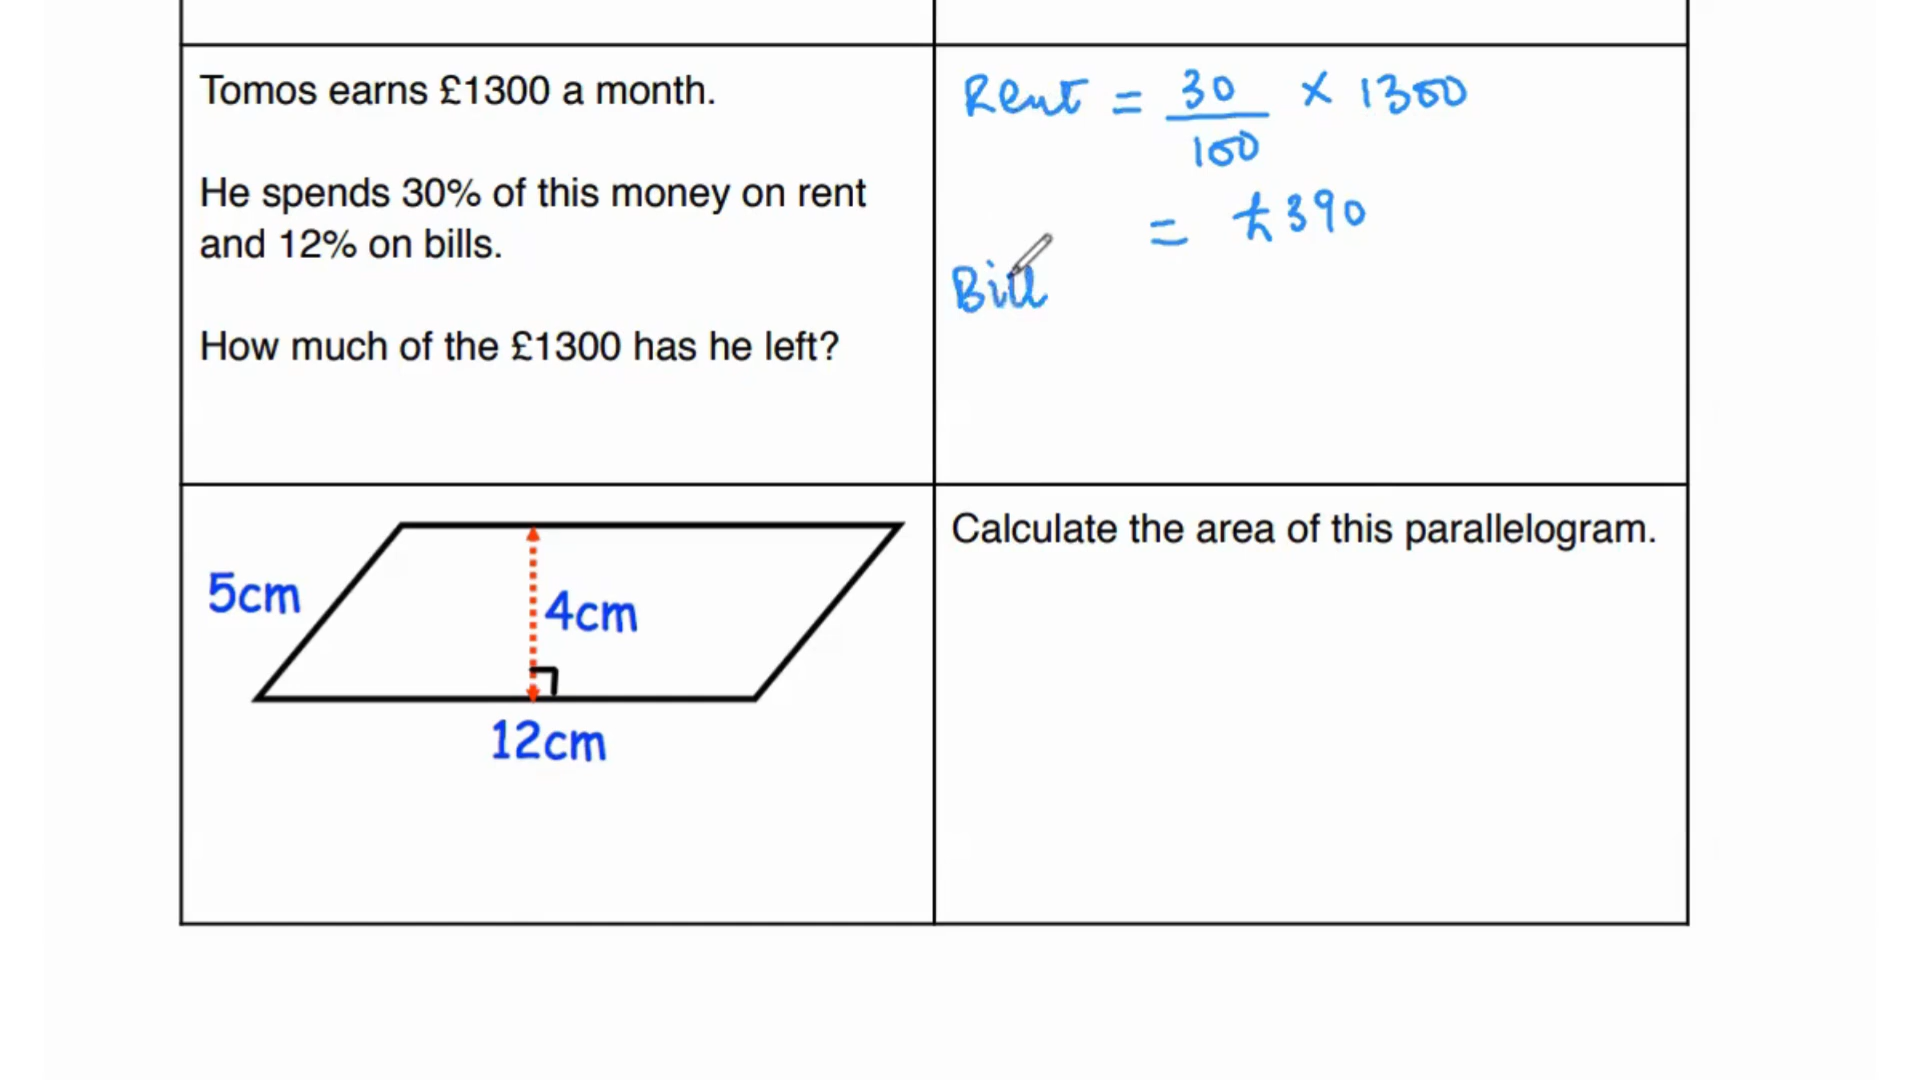 Tomos earns £1300 a month.
He spends 30% of this money on rent
and 12% on bills.
How much of the £1300 has he left?
Rent = 30/100 × 1300
= £390
Bill
5cm
4cm
12cm
Calculate the area of this parallelogram.